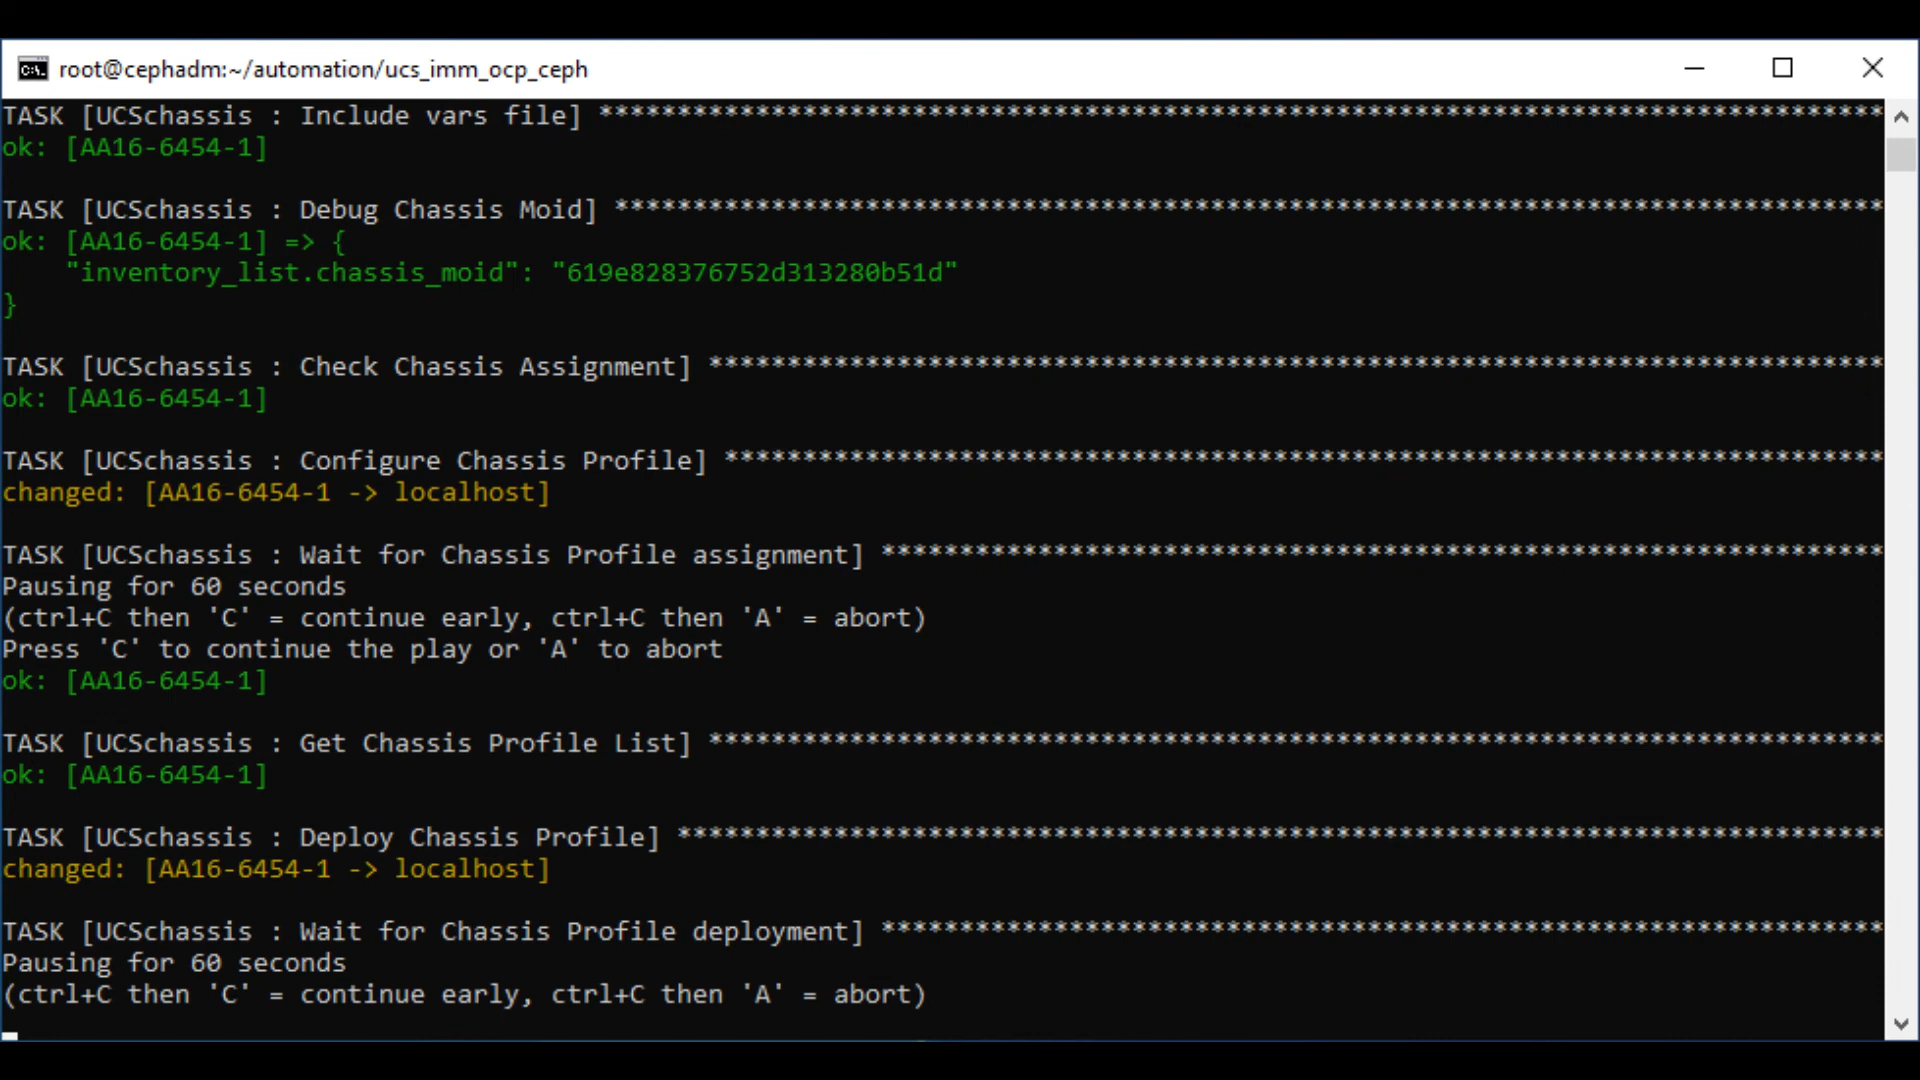 root@cephadm:~/automation/ucs_imm_ocp_ceph
TASK [UCSchassis : Include vars file] **********************************************************************************
ok: [AA16-6454-1]
TASK [UCSchassis : Debug Chassis Moid] *********************************************************************************
ok: [AA16-6454-1] => {
    "inventory_list.chassis_moid": "619e828376752d313280b51d"
}
TASK [UCSchassis : Check Chassis Assignment] ***************************************************************************
ok: [AA16-6454-1]
TASK [UCSchassis : Configure Chassis Profile] **************************************************************************
changed: [AA16-6454-1 -> localhost]
TASK [UCSchassis : Wait for Chassis Profile assignment] ****************************************************************
Pausing for 60 seconds
(ctrl+C then 'C' = continue early, ctrl+C then 'A' = abort)
Press 'C' to continue the play or 'A' to abort
ok: [AA16-6454-1]
TASK [UCSchassis : Get Chassis Profile List] ***************************************************************************
ok: [AA16-6454-1]
TASK [UCSchassis : Deploy Chassis Profile] *****************************************************************************
changed: [AA16-6454-1 -> localhost]
TASK [UCSchassis : Wait for Chassis Profile deployment] ****************************************************************
Pausing for 60 seconds
(ctrl+C then 'C' = continue early, ctrl+C then 'A' = abort)